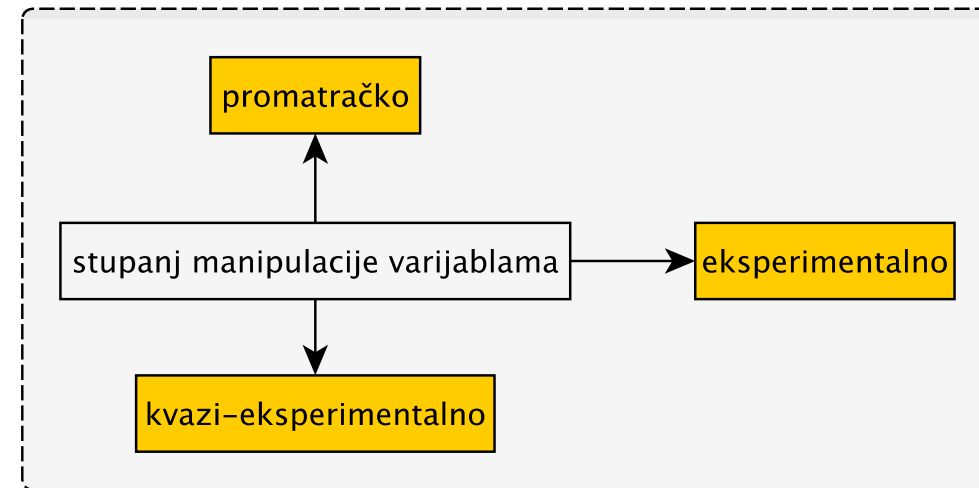 promatračko
stupanj manipulacije varijablama
eksperimentalno
kvazi-eksperimentalno